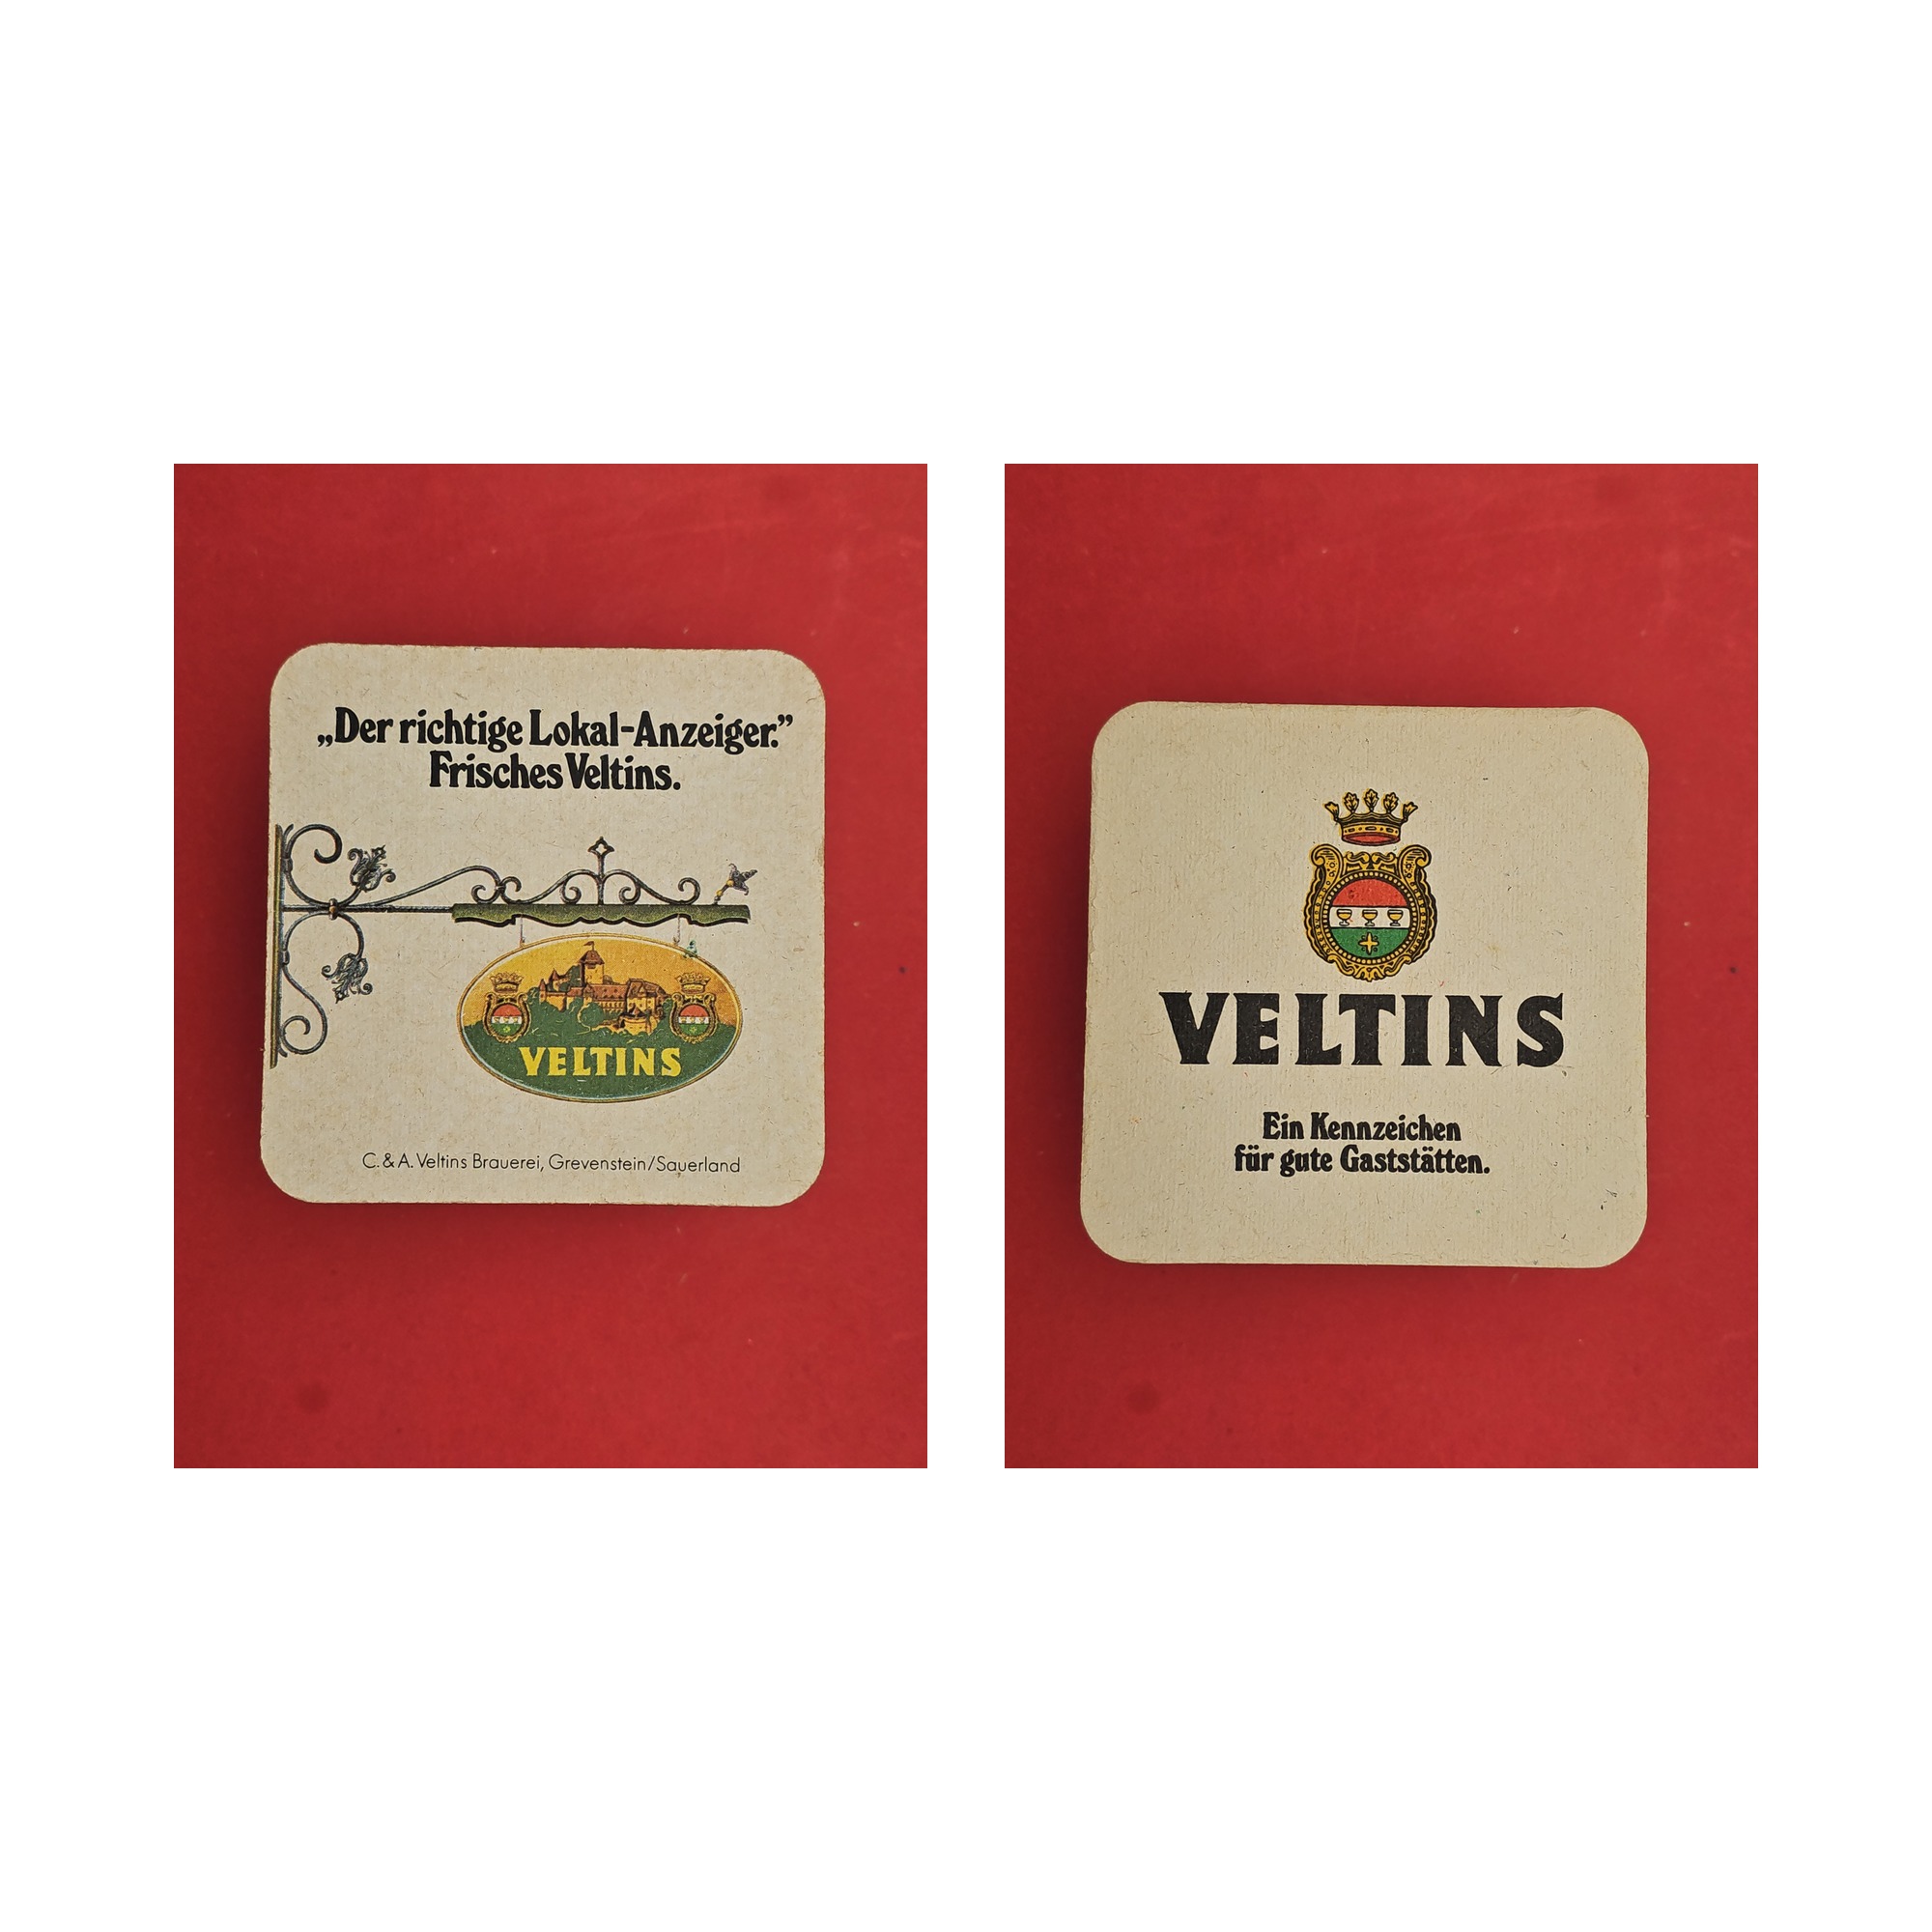 „Der richtige Lokal-Anzeiger.”
Frisches Veltins.
VELTINS
C. & A. Veltins Brauerei, Grevenstein/Sauerland
VELTINS
Ein Kennzeichen
für gute Gaststätten.